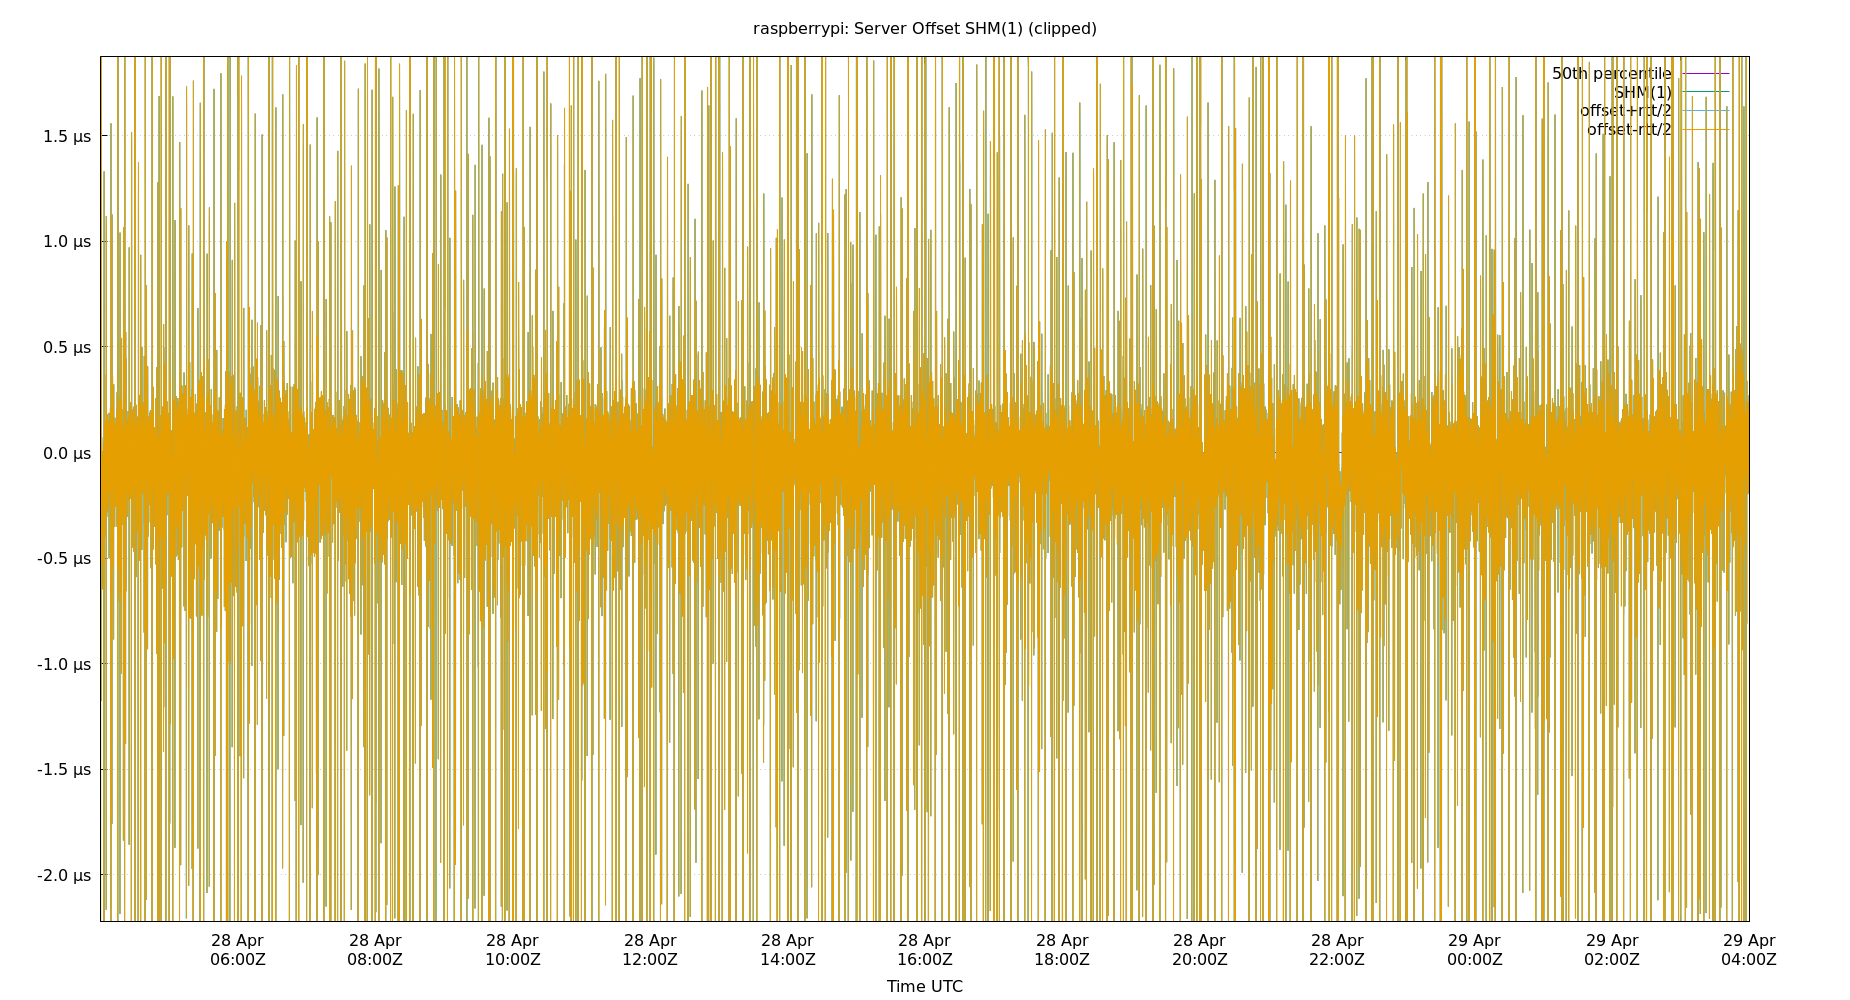 raspberrypi: Server Offset SHM(1) (clipped)
50th percentile
SHM(1)
offset+rtt/2
offset-rtt/2
1.5 µs
1.0 µs
0.5 µs
0.0 µs
-0.5 µs
-1.0 µs
-1.5 µs
-2.0 µs
28 Apr 28 Apr 28 Apr 28 Apr 28 Apr 28 Apr 28 Apr 28 Apr 28 Apr 29 Apr 29 Apr 29 Apr
06:00Z 08:00Z 10:00Z 12:00Z 14:00Z 16:00Z 18:00Z 20:00Z 22:00Z 00:00Z 02:00Z 04:00Z
Time UTC